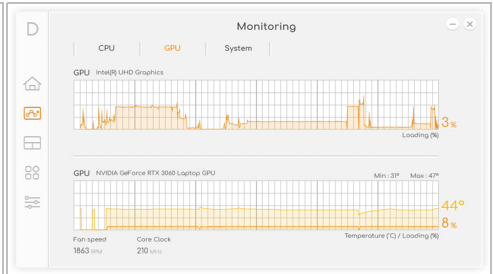 D
Monitoring
CPU GPU System
GPU Intel(R) UHD Graphics
3%
Loading (%)
GPU NVIDIA GeForce RTX 3060 Laptop GPU Min : 31° Max : 47°
44°
8%
Temperature (°C) / Loading (%)
Fan speed Core Clock
1863 RPM 210 MHz